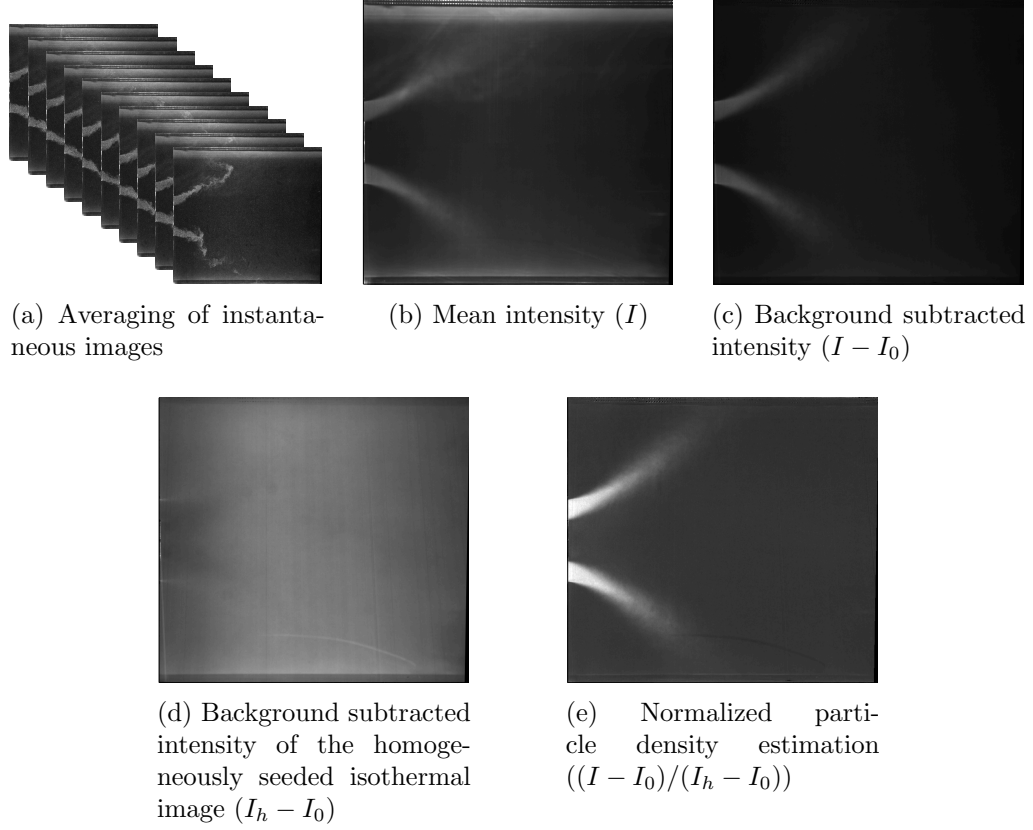 (a) Averaging of instanta-
neous images
(b) Mean intensity (I)
(c) Background subtracted
intensity (I − I₀)
(d) Background subtracted
intensity of the homoge-
neously seeded isothermal
image (Iₕ − I₀)
(e) Normalized parti-
cle density estimation
((I − I₀)/(Iₕ − I₀))